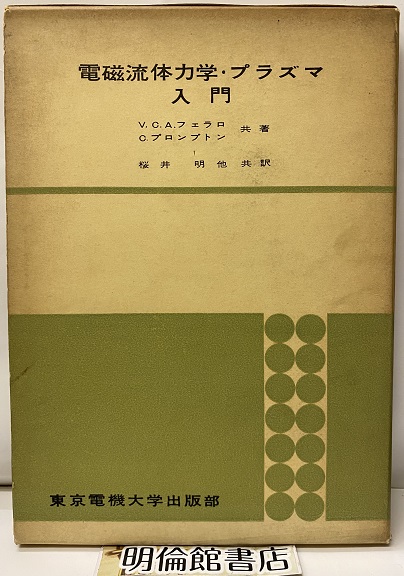 電磁流体力学・プラズマ
入門
V.C.A.フェラロ
C.プロンプトン 共著
桜井 明他共訳
東京電機大学出版部
明倫館書店